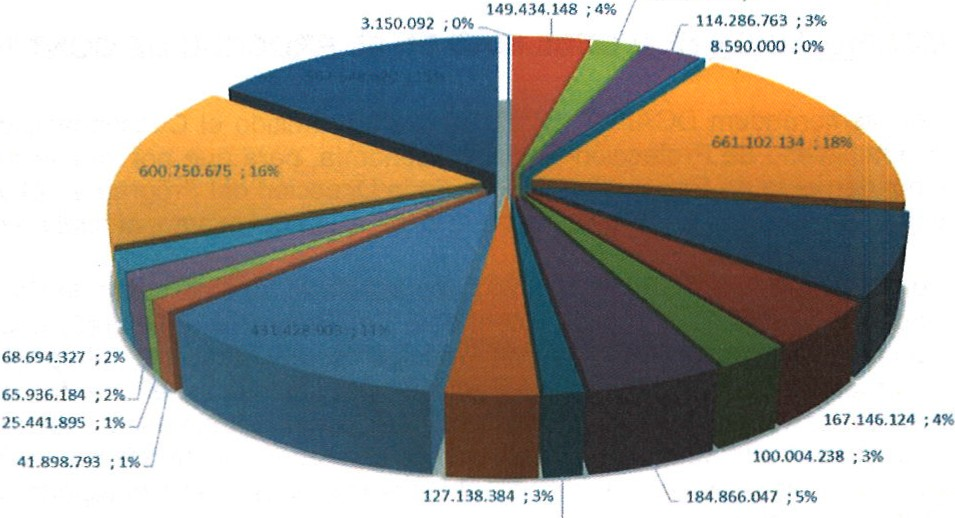 149.434.148 ; 4%
3.150.092 ; 0%
114.286.763 ; 3%
8.590.000 ; 0%
661.102.134 ; 18%
600.750.675 ; 16%
68.694.327 ; 2%
65.936.184 ; 2%
25.441.895 ; 1%
167.146.124 ; 4%
41.898.793 ; 1%
100.004.238 ; 3%
127.138.384 ; 3%
184.866.047 ; 5%